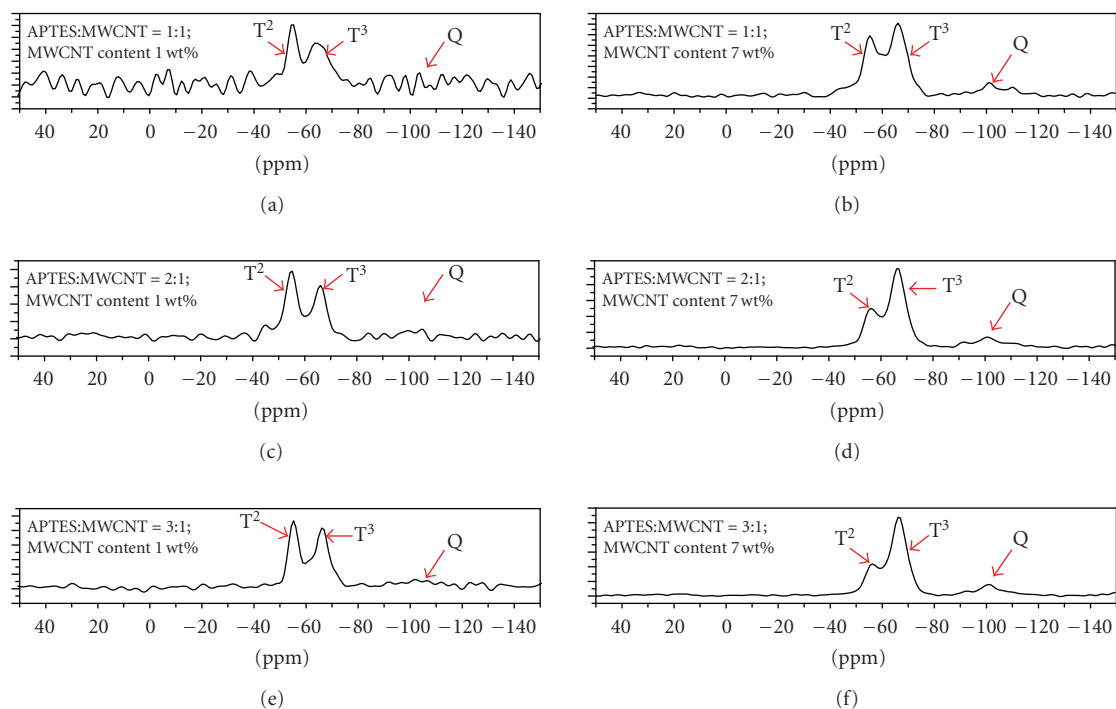 APTES:MWCNT = 1:1;
MWCNT content 1 wt%
T² T³ Q
40 20 0 −20 −40 −60 −80 −100 −120 −140
(ppm)
(a)
APTES:MWCNT = 1:1;
MWCNT content 7 wt%
T² T³ Q
40 20 0 −20 −40 −60 −80 −100 −120 −140
(ppm)
(b)
APTES:MWCNT = 2:1;
MWCNT content 1 wt%
T² T³ Q
40 20 0 −20 −40 −60 −80 −100 −120 −140
(ppm)
(c)
APTES:MWCNT = 2:1;
MWCNT content 7 wt%
T² T³ Q
40 20 0 −20 −40 −60 −80 −100 −120 −140
(ppm)
(d)
APTES:MWCNT = 3:1;
MWCNT content 1 wt%
T² T³ Q
40 20 0 −20 −40 −60 −80 −100 −120 −140
(ppm)
(e)
APTES:MWCNT = 3:1;
MWCNT content 7 wt%
T² T³ Q
40 20 0 −20 −40 −60 −80 −100 −120 −140
(ppm)
(f)